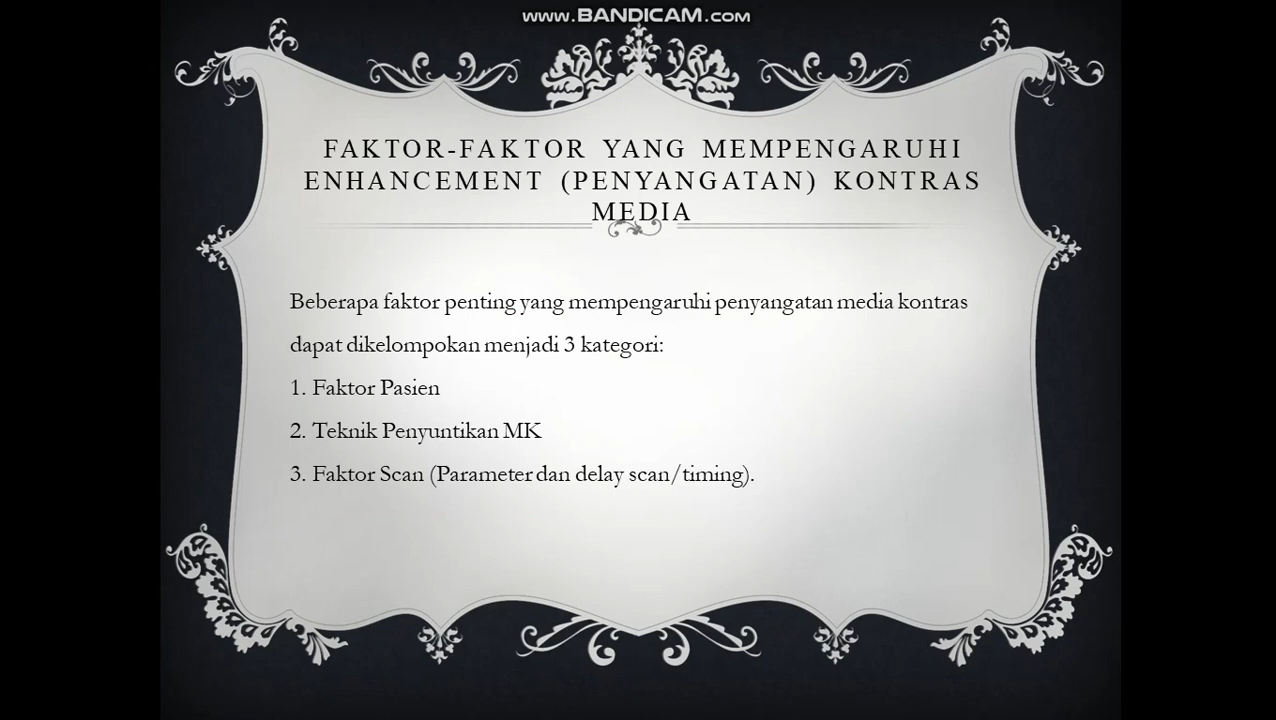 www.BANDICAM.com
FAKTOR-FAKTOR YANG MEMPENGARUHI
ENHANCEMENT (PENYANGATAN) KONTRAS
MEDIA
Beberapa faktor penting yang mempengaruhi penyangatan media kontras
dapat dikelompokan menjadi 3 kategori:
1. Faktor Pasien
2. Teknik Penyuntikan MK
3. Faktor Scan (Parameter dan delay scan/timing).